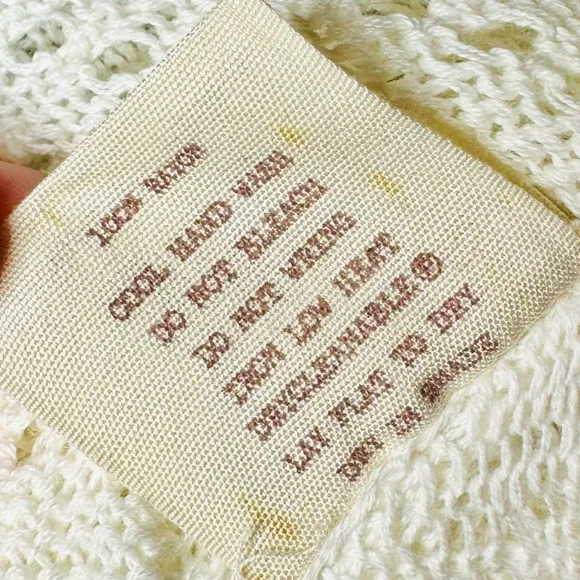 100% RAYON
COOL HAND WASH
DO NOT BLEACH
DO NOT WRING
IRON LOW HEAT
DRYCLEANABLE Ⓟ
LAY FLAT TO DRY
DRY IN SHADE